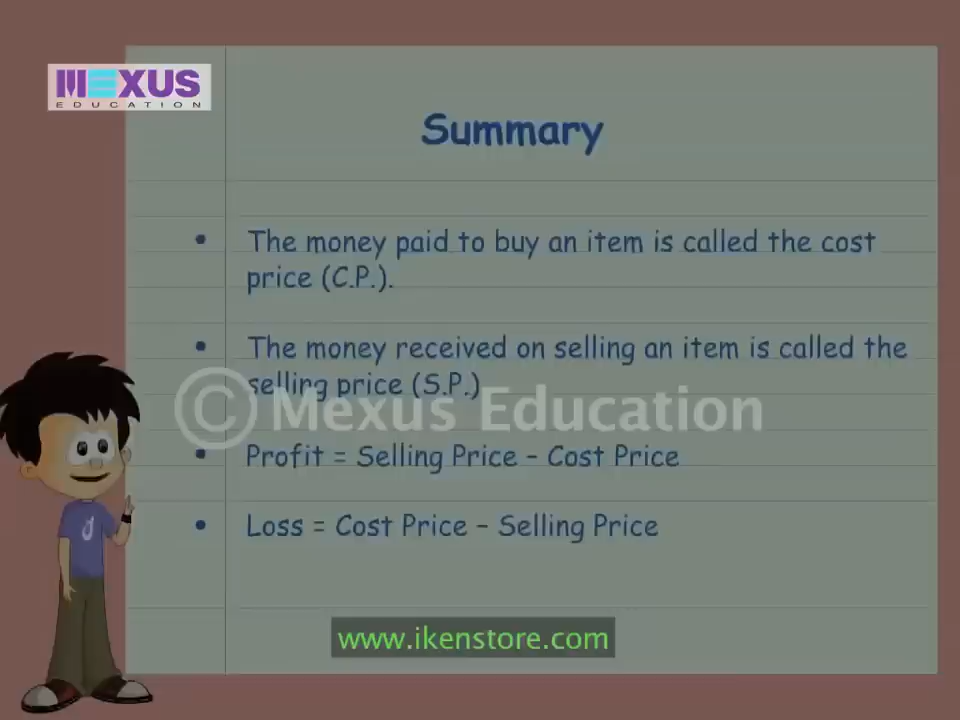 MEXUS
EDUCATION
Summary
• The money paid to buy an item is called the cost
price (C.P.).
• The money received on selling an item is called the
selling price (S.P.)
© Mexus Education
• Profit = Selling Price – Cost Price
• Loss = Cost Price – Selling Price
www.ikenstore.com